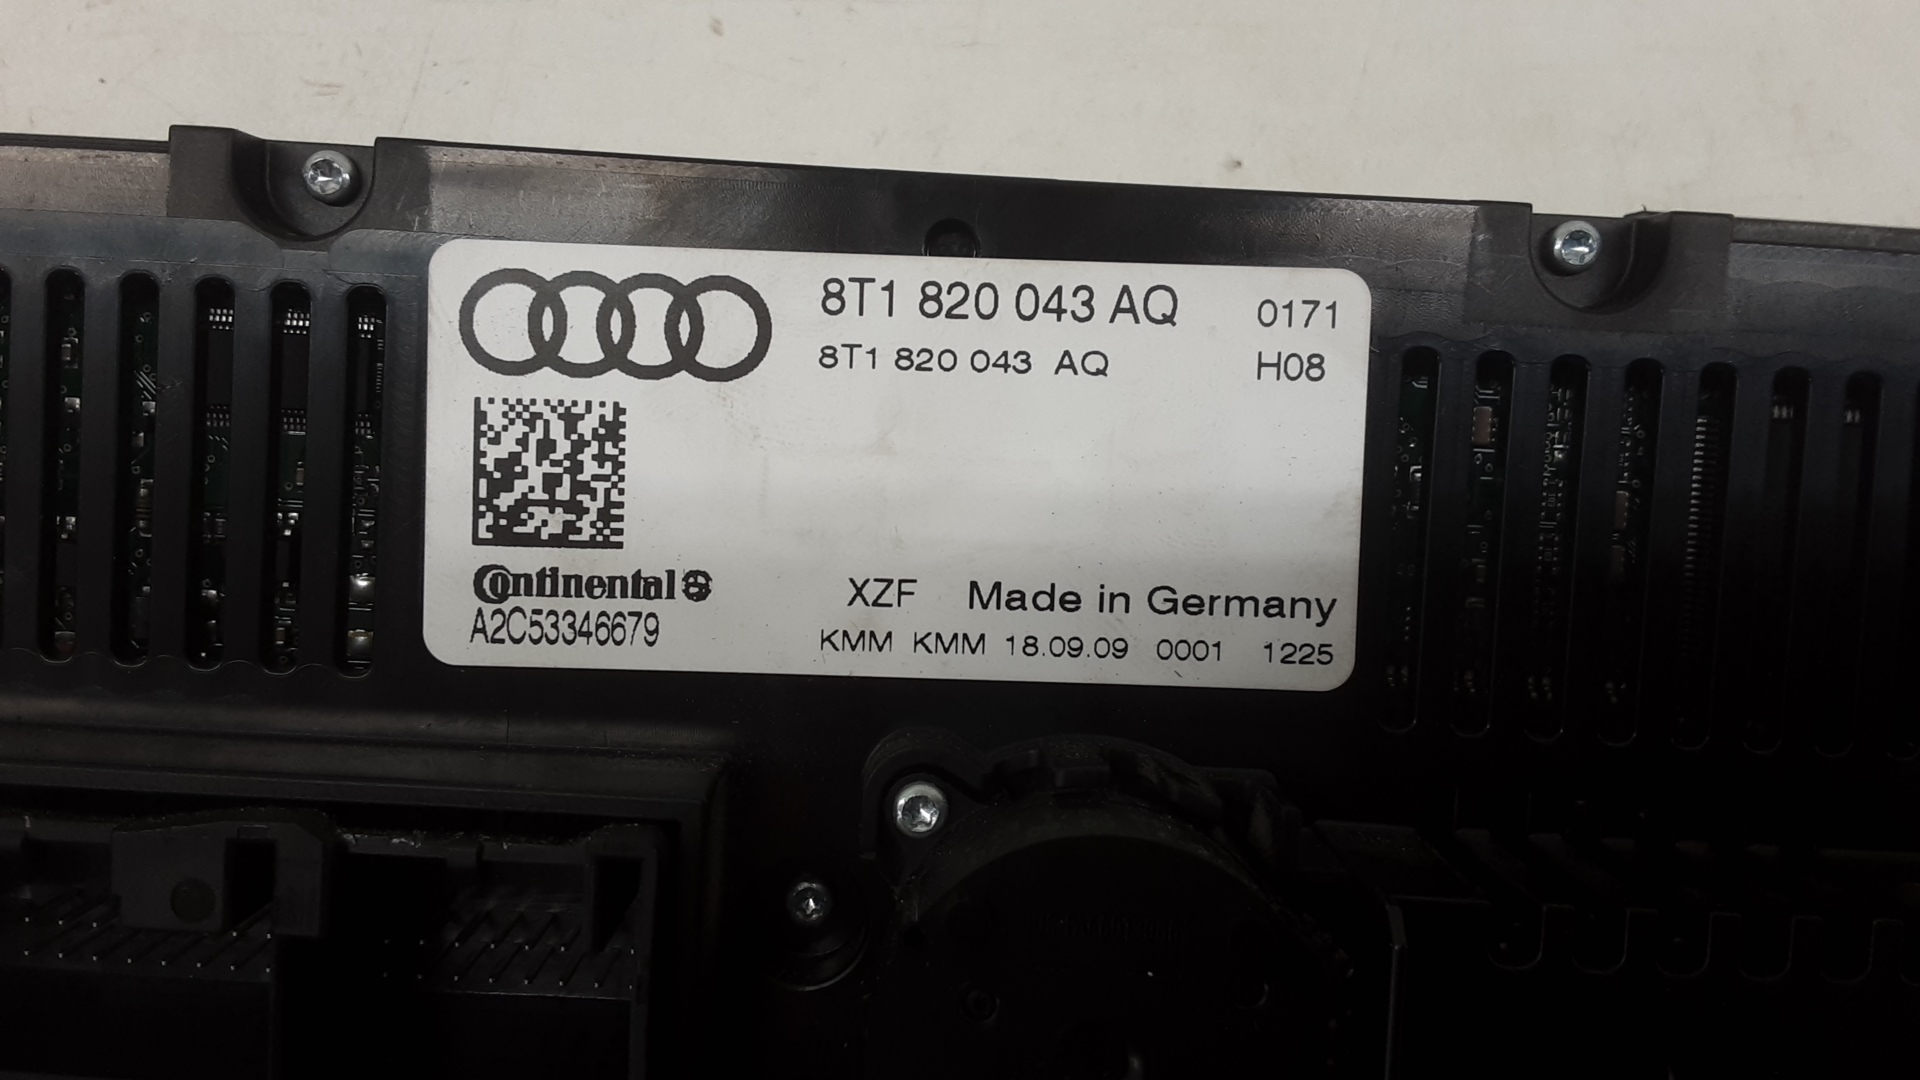 8T1 820 043 AQ 0171
8T1 820 043 AQ H08
Continental
A2C53346679
XZF Made in Germany
KMM KMM 18.09.09 0001 1225